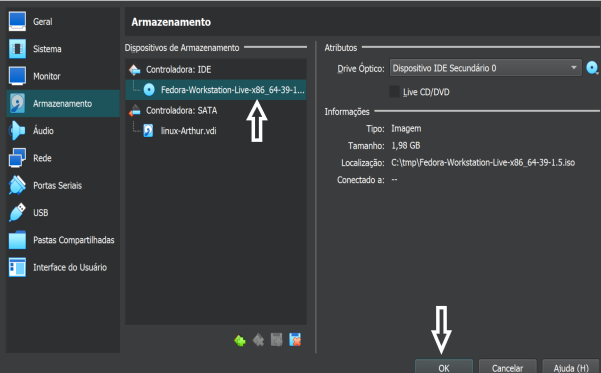 Geral
Sistema
Monitor
Armazenamento
Áudio
Rede
Portas Seriais
USB
Pastas Compartilhadas
Interface do Usuário
Armazenamento
Dispositivos de Armazenamento
Controladora: IDE
Fedora-Workstation-Live-x86_64-39-1...
Controladora: SATA
linux-Arthur.vdi
Atributos
Drive Óptico: Dispositivo IDE Secundário 0
Live CD/DVD
Informações
Tipo: Imagem
Tamanho: 1,98 GB
Localização: C:\tmp\Fedora-Workstation-Live-x86_64-39-1.5.iso
Conectado a: --
OK Cancelar Ajuda (H)